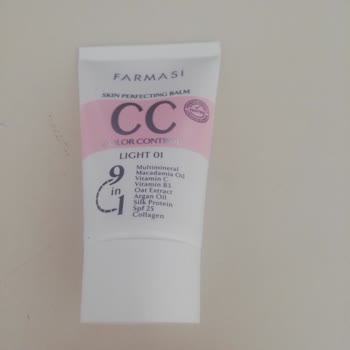 FARMASi
SKIN PERFECTING BALM
CC
COLOR CONTROL
LIGHT 01
9 in 1
Multimineral
Macadamia Oil
Vitamin C
Vitamin B3
Oat Extract
Argan Oil
Silk Protein
Spf 25
Collagen